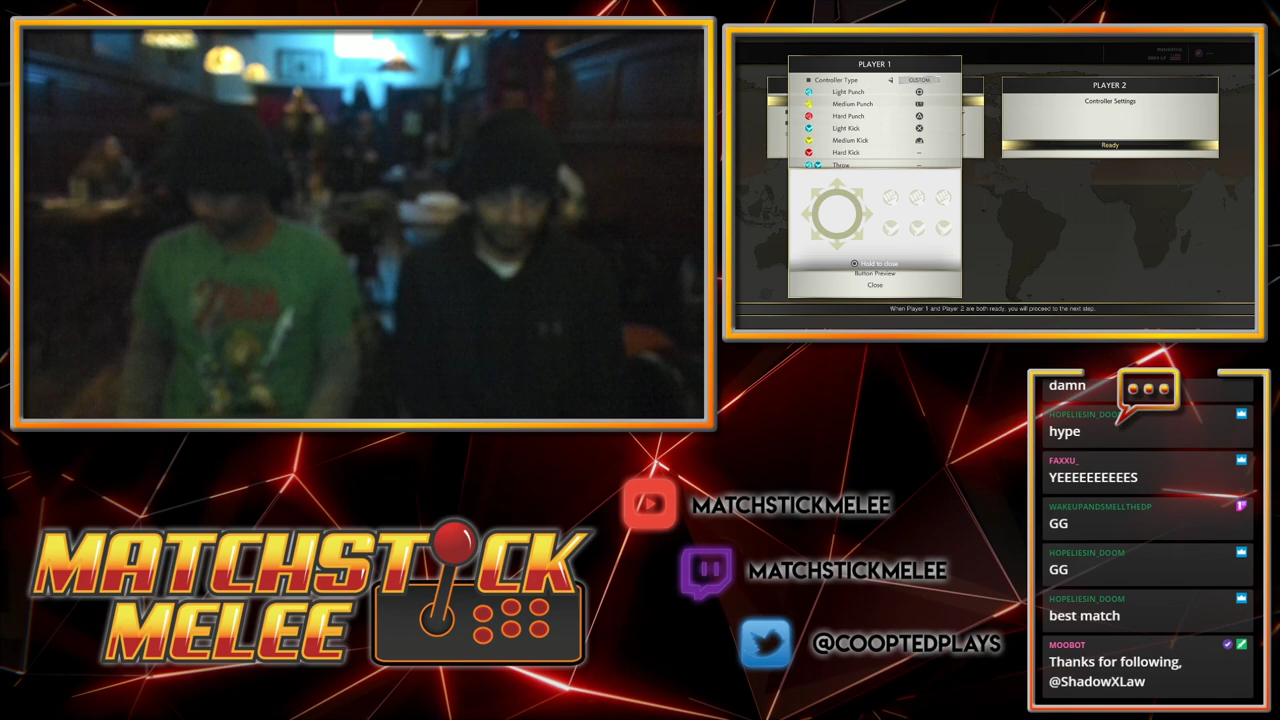 PLAYER 1
Controller Type
CUSTOM
Light Punch
Medium Punch
Hard Punch
Light Kick
Medium Kick
Hard Kick
Throw
Hold to close
Button Preview
Close
PLAYER 2
Controller Settings
Ready
When Player 1 and Player 2 are both ready, you will proceed to the next step.
damn
HOPELIESIN_DOOM
hype
FAXXU_
YEEEEEEEEEES
WAKEUPANDSMELLTHEDP
GG
HOPELIESIN_DOOM
GG
HOPELIESIN_DOOM
best match
MOOBOT
Thanks for following,
@ShadowXLaw
MATCHSTICKMELEE
MATCHSTICKMELEE
@COOPTEDPLAYS
MATCHSTICK
MELEE